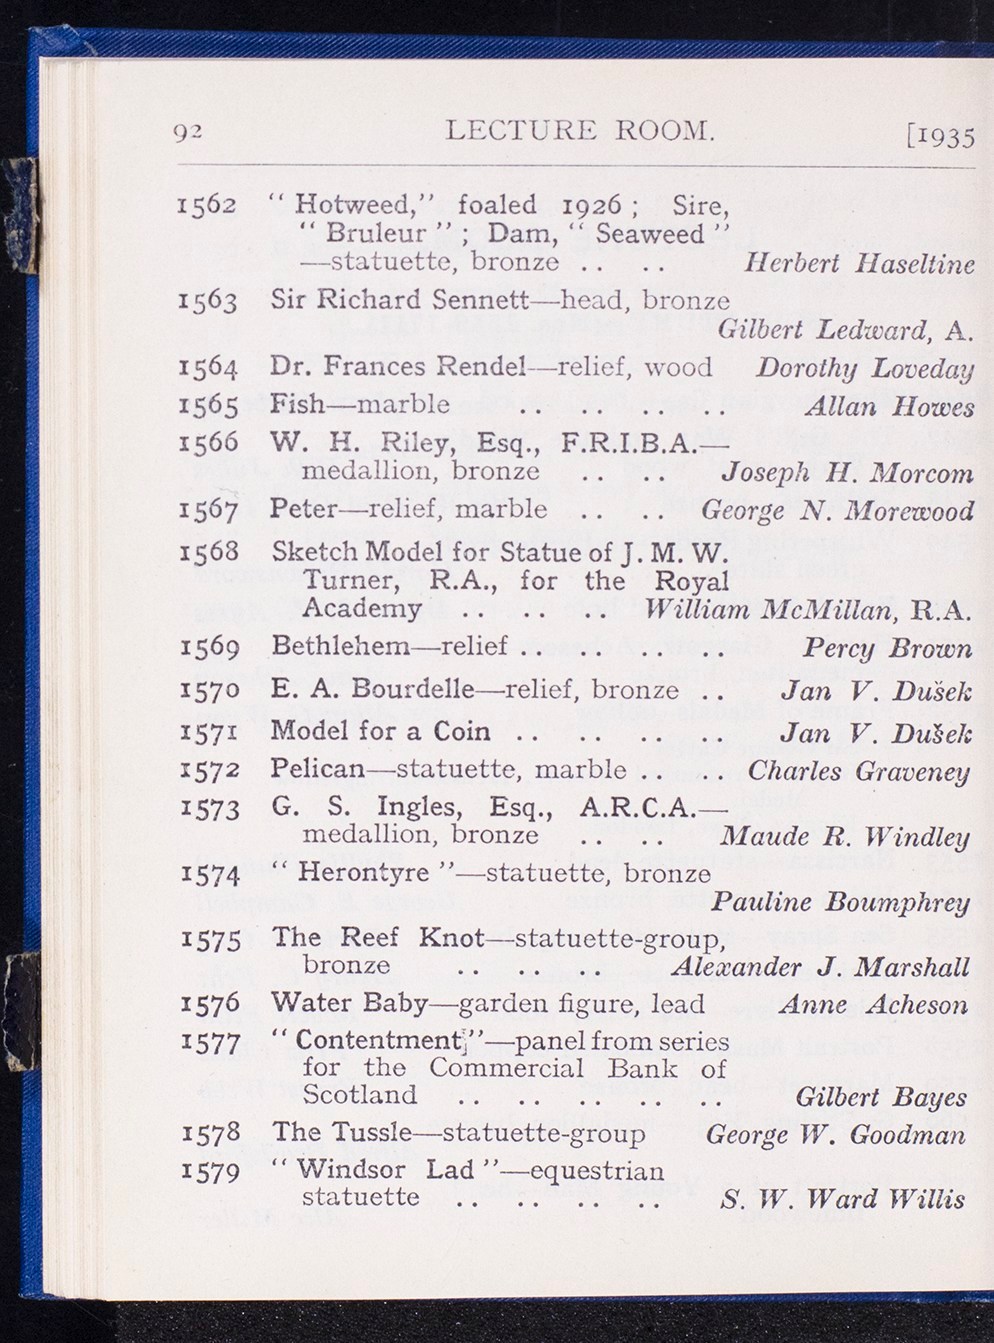 92 LECTURE ROOM. [1935
1562 “ Hotweed,” foaled 1926 ; Sire,
“ Bruleur ” ; Dam, “ Seaweed ”
—statuette, bronze .. .. Herbert Haseltine
1563 Sir Richard Sennett—head, bronze
Gilbert Ledward, A.
1564 Dr. Frances Rendel—relief, wood Dorothy Loveday
1565 Fish—marble .. .. .. .. Allan Howes
1566 W. H. Riley, Esq., F.R.I.B.A.—
medallion, bronze .. .. Joseph H. Morcom
1567 Peter—relief, marble .. .. George N. Morewood
1568 Sketch Model for Statue of J. M. W.
Turner, R.A., for the Royal
Academy .. .. .. William McMillan, R.A.
1569 Bethlehem—relief .. .. .. .. Percy Brown
1570 E. A. Bourdelle—relief, bronze .. Jan V. Dušek
1571 Model for a Coin .. .. .. .. Jan V. Dušek
1572 Pelican—statuette, marble .. .. Charles Graveney
1573 G. S. Ingles, Esq., A.R.C.A.—
medallion, bronze .. .. Maude R. Windley
1574 “ Herontyre ”—statuette, bronze
Pauline Boumphrey
1575 The Reef Knot—statuette-group,
bronze .. .. .. Alexander J. Marshall
1576 Water Baby—garden figure, lead Anne Acheson
1577 “ Contentment ”—panel from series
for the Commercial Bank of
Scotland .. .. .. .. .. Gilbert Bayes
1578 The Tussle—statuette-group George W. Goodman
1579 “ Windsor Lad ”—equestrian
statuette .. .. .. .. S. W. Ward Willis